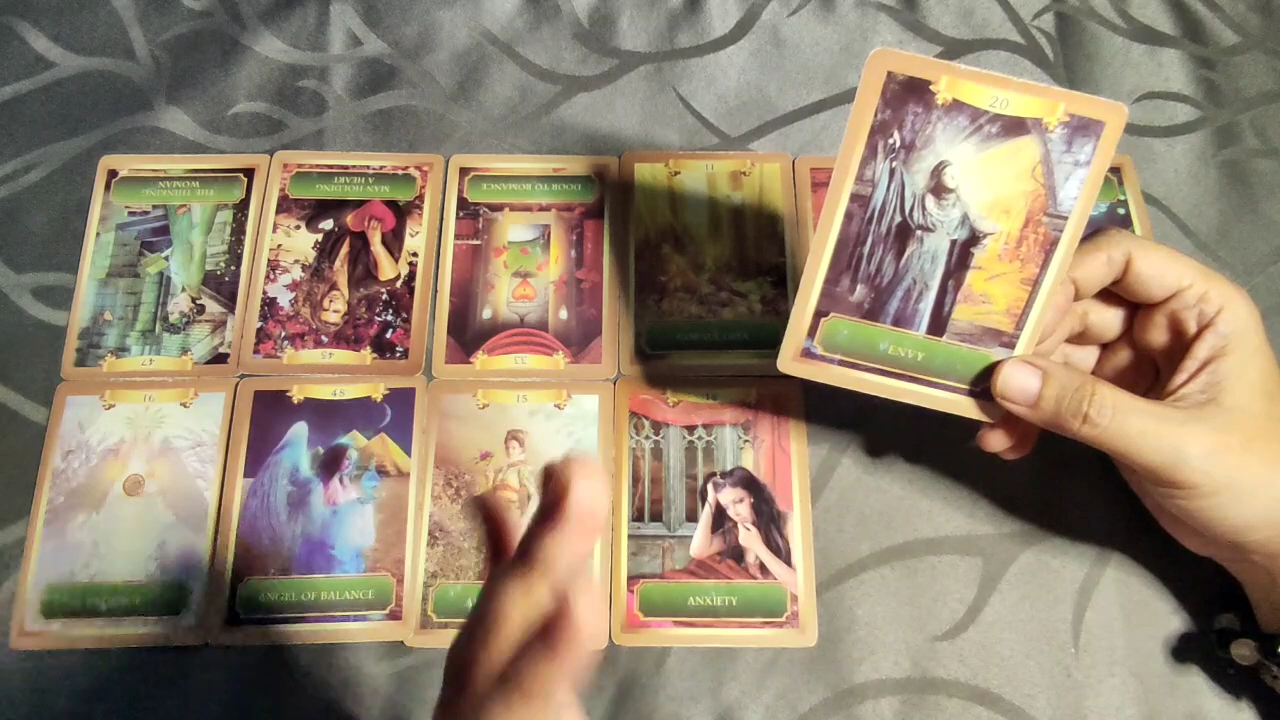 THE THINKING
WOMAN
47
MAN HOLDING
A HEART
45
DOOR TO ROMANCE
33
11
20
ENVY
16
48
ANGEL OF BALANCE
15
A
ANXIETY